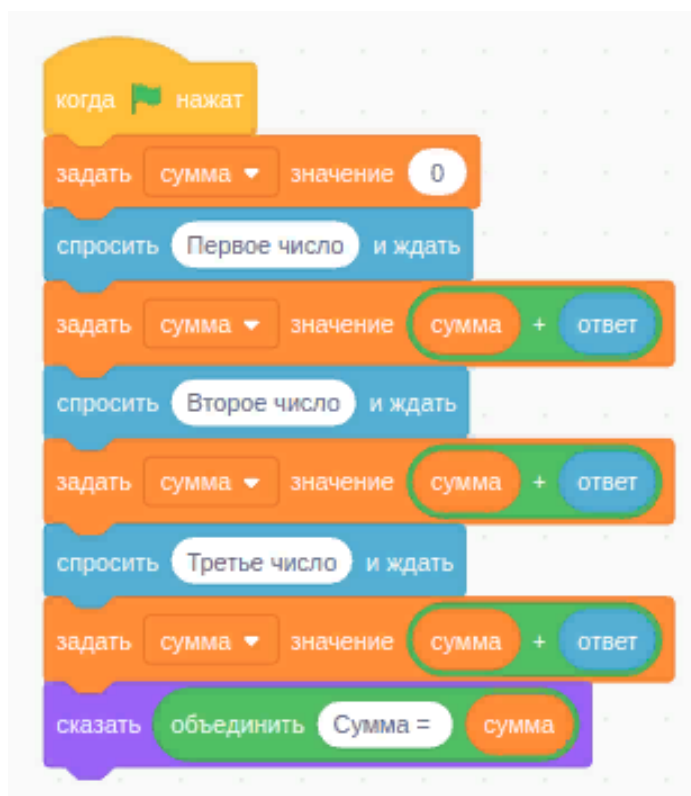 когда нажат
задать сумма значение 0
спросить Первое число и ждать
задать сумма значение сумма + ответ
спросить Второе число и ждать
задать сумма значение сумма + ответ
спросить Третье число и ждать
задать сумма значение сумма + ответ
сказать объединить Сумма = сумма